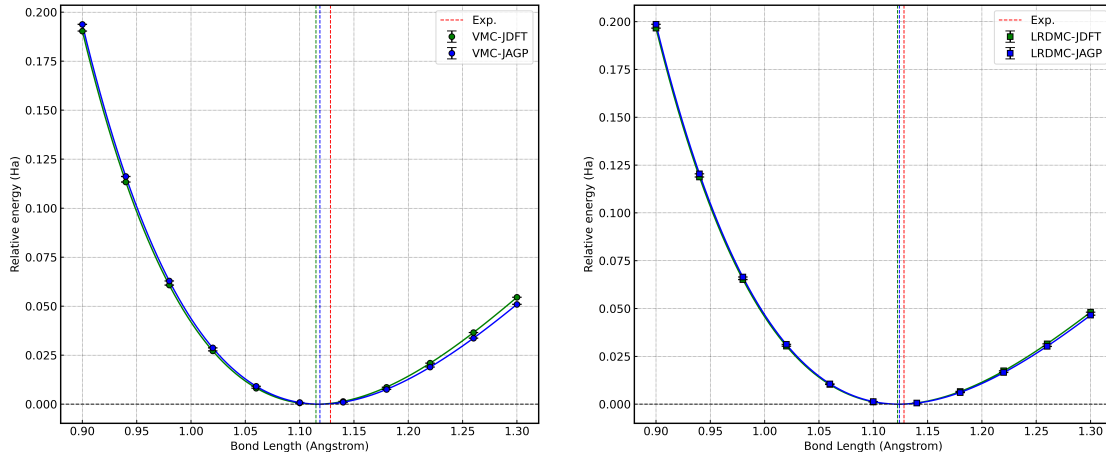 0.200
0.175
0.150
0.125
0.100
0.075
0.050
0.025
0.000
Relative energy (Ha)
Exp.
VMC-JDFT
VMC-JAGP
0.90 0.95 1.00 1.05 1.10 1.15 1.20 1.25 1.30
Bond Length (Angstrom)
0.200
0.175
0.150
0.125
0.100
0.075
0.050
0.025
0.000
Relative energy (Ha)
Exp.
LRDMC-JDFT
LRDMC-JAGP
0.90 0.95 1.00 1.05 1.10 1.15 1.20 1.25 1.30
Bond Length (Angstrom)